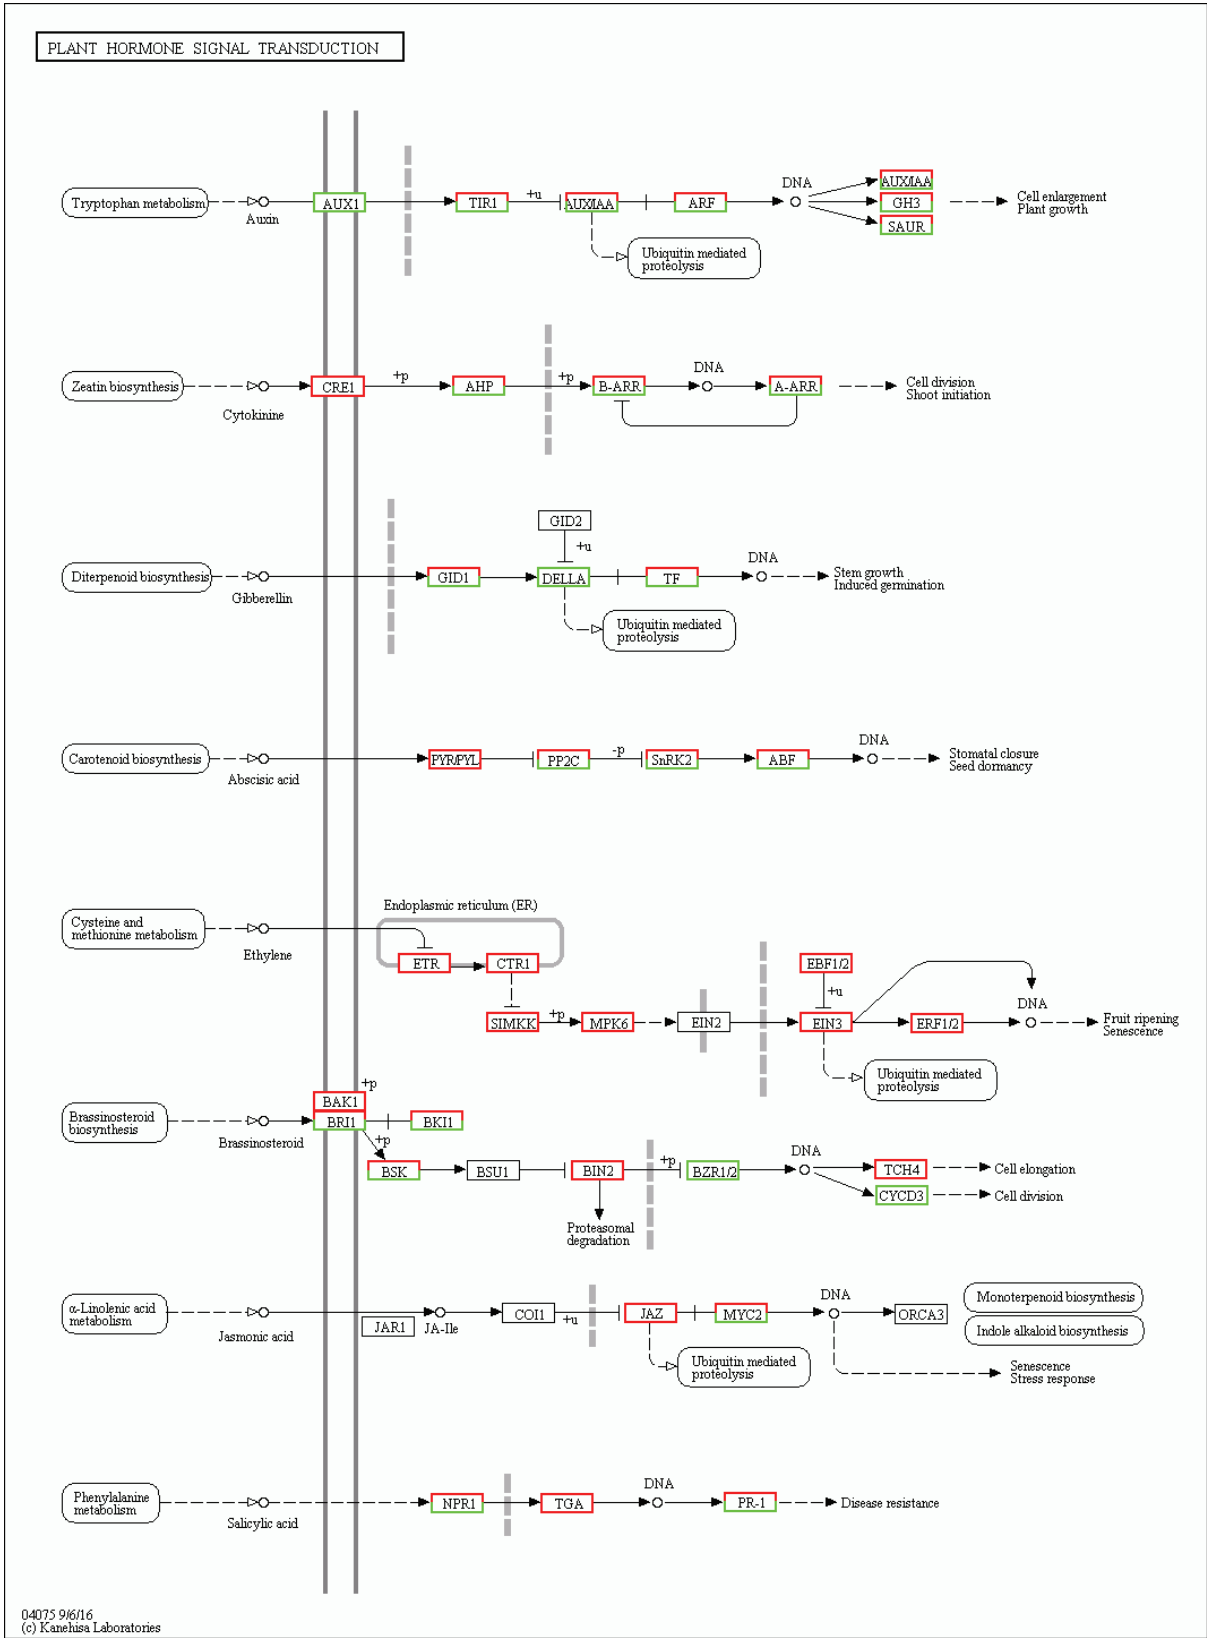 PLANT HORMONE SIGNAL TRANSDUCTION
Tryptophan metabolism
Auxin
AUX1
TIR1
+u
AUX/IAA
ARF
DNA
AUX/IAA
GH3
SAUR
Cell enlargement
Plant growth
Ubiquitin mediated
proteolysis
Zeatin biosynthesis
Cytokinine
CRE1
+p
AHP
+p
B-ARR
DNA
A-ARR
Cell division
Shoot initiation
GID2
+u
Diterpenoid biosynthesis
Gibberellin
GID1
DELLA
TF
DNA
Stem growth
Induced germination
Ubiquitin mediated
proteolysis
Carotenoid biosynthesis
Abscisic acid
PYR/PYL
PP2C
-p
SnRK2
ABF
DNA
Stomatal closure
Seed dormancy
Endoplasmic reticulum (ER)
Cysteine and
methionine metabolism
Ethylene
ETR
CTR1
EBF1/2
+u
SIMKK
+p
MPK6
EIN2
EIN3
ERF1/2
DNA
Fruit ripening
Senescence
Ubiquitin mediated
proteolysis
Brassinosteroid
biosynthesis
Brassinosteroid
+p
BAK1
BRI1
BKI1
+p
BSK
BSU1
BIN2
+p
BZR1/2
DNA
TCH4
Cell elongation
CYCD3
Cell division
Proteasomal
degradation
α-Linolenic acid
metabolism
Jasmonic acid
JAR1
JA-Ile
COI1
+u
JAZ
MYC2
DNA
ORCA3
Monoterpenoid biosynthesis
Indole alkaloid biosynthesis
Ubiquitin mediated
proteolysis
Senescence
Stress response
Phenylalanine
metabolism
Salicylic acid
NPR1
TGA
DNA
PR-1
Disease resistance
04075 9/6/16
(c) Kanehisa Laboratories